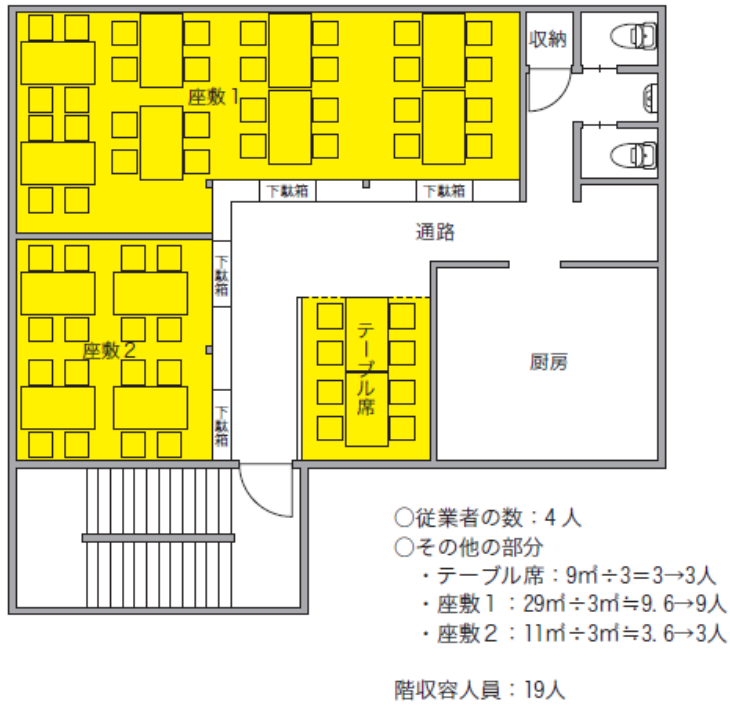 収納
座敷1
下駄箱
下駄箱
通路
下駄箱
座敷2
テーブル席
厨房
下駄箱
○従業者の数：4人
○その他の部分
・テーブル席：9㎡÷3＝3→3人
・座敷1：29㎡÷3㎡≒9.6→9人
・座敷2：11㎡÷3㎡≒3.6→3人
階収容人員：19人